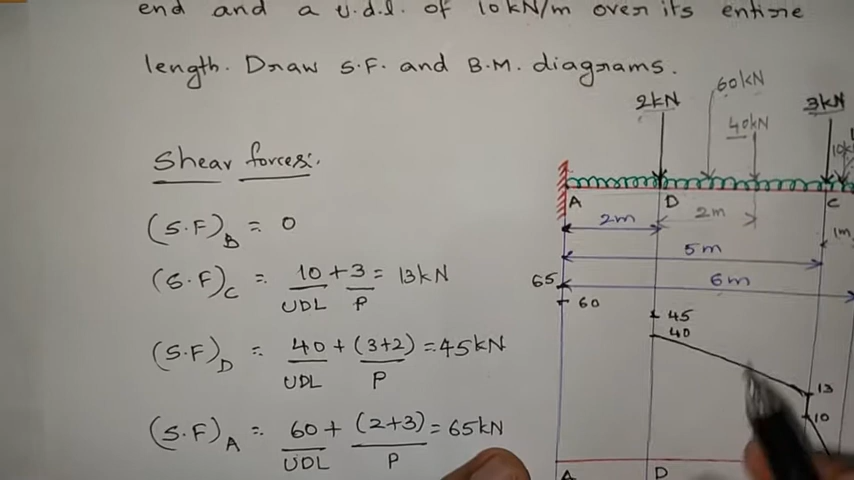 end and a u.d.l. of 10kN/m over its entire
length. Draw S.F. and B.M. diagrams.
Shear forces:
(S.F)B = 0
(S.F)C = 10 + 3 = 13kN
UDL P
(S.F)D = 40 + (3+2) = 45kN
UDL P
(S.F)A = 60 + (2+3) = 65kN
UDL P
60kN
2kN 3kN
40kN
10k
A D C
2m 2m
1m
5m
6m
65
60
45
40
13
10
A D